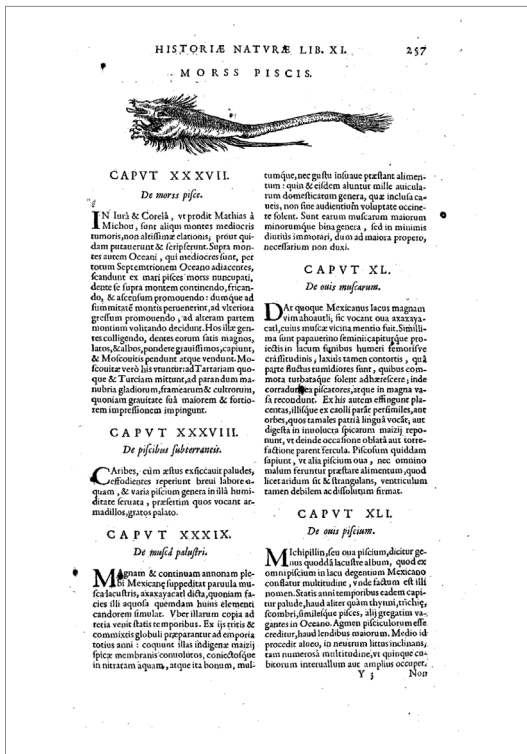 HISTORIÆ NATVRÆ LIB. XI. 257
MORSS PISCIS.
CAPVT XXXVII.
De morss pisce.
IN Iurâ & Corelâ, vt prodit Mathias à
Michou, sunt aliqui montes mediocris
tumoris, non altissimæ elationis, prout qui-
dam putauerunt & scripserunt. Supra mon-
tes autem Oceani, qui mediocres sunt, per
totum Septemtrionem Oceano adiacentes,
scandunt ex mari pisces morss nuncupati,
dente se supra montem continendo, frican-
do, & ascensum promouendo: dumque ad
summitatē montis peruenerint, ad vlteriora
gressum promouendo, ad alteram partem
montium volitando decidunt. Hos illæ gen-
tes colligendo, dentes eorum satis magnos,
latos, & albos, pondere grauissimos, capiunt,
& Moscouitis pendunt atque vendunt. Mo-
scouitæ verò his vtuntur: ad Tartariam quo-
que & Turciam mittunt, ad parandum ma-
nubria gladiorum, framearum & cultrorum,
quoniam grauitate suâ maiorem & fortio-
rem impressionem impingunt.
CAPVT XXXVIII.
De piscibus subterraneis.
CAribes, cùm æstus exsiccauit paludes,
effodientes reperiunt breui labore a-
quam, & varia piscium genera in illâ humi-
ditate seruata, præsertim quos vocant ar-
madillos, gratos palato.
CAPVT XXXIX.
De muscâ palustri.
MAgnam & continuam annonam ple-
bi Mexicanę suppeditat paruula mu-
sca lacustris, axaxayacatl dicta, quoniam fa-
cies illi aquosa quemdam huius elementi
candorem simulat. Vber illarum copia ad
retia venit statis temporibus. Ex ijs tritis &
commixtis globuli præparantur ad emporia
totius anni: coquunt illas indigenæ maizij
spicæ membranis conuolutos, coniectosque
in nitratam aquam, atque ita bonum, mul-
tumque, nec gustu insuaue præstant alimen-
tum: quin & eisdem aluntur mille auicula-
rum domesticarum genera, quæ inclusa ca-
ueis, non sine audientium voluptate occine-
re solent. Sunt earum muscarum maiorum
minorumque bina genera, sed in minimis
diutiùs immorari, dum ad maiora propero,
necessarium non duxi.
CAPVT XL.
De ouis muscarum.
DAt quoque Mexicanus lacus magnam
vim ahoautli; sic vocant oua axaxaya-
catl, cuius muscæ vicina mentio fuit. Simílli-
ma sunt papauerino semini: capiturque pro-
iectis in lacum funibus humeri femorisve
crassitudinis, laxiùs tamen contortis, quâ
parte fluctus tumidiores sunt, quibus com-
mota turbataque solent adhærescere; inde
corradunt ea piscatores, atque in magna va-
sa recondunt. Ex his autem effingunt pla-
centas, illisque ex caolli parāt persimiles, aut
orbes, quos tamales patriâ linguâ vocāt; aut
digesta in inuolucra spicarum maizij repo-
nunt, vt deinde occasione oblatâ aut torre-
factione parent fercula. Piscosum quiddam
sapiunt, vt alia piscium oua, nec omnino
malum feruntur præstare alimentum, quod
licet aridum sit & strangulans, ventriculum
tamen debilem ac dissolutum firmat.
CAPVT XLI.
De ouis piscium.
MIchipillin, seu oua piscium, dicitur ge-
nus quoddā lacustre album, quod ex
omni piscium in lacu degentium Mexicano
conflatur multitudine, vnde factum est illi
nomen. Statis anni temporibus eadem capi-
tur palude, haud aliter quàm thynni, trichię,
scombri, similesque pisces, alij gregatim va-
gantes in Oceano. Agmen pisciculorum esse
creditur, haud lendibus maiorum. Medio id
procedit alueo, in neutrum littus inclinans,
tam numerosâ multitudine, vt quinque cu-
bitorum interuallum aut amplius occupet.
Y 3 Non